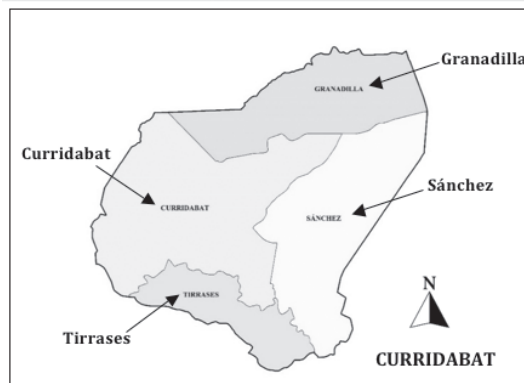 Granadilla
GRANADILLA
Curridabat
Sánchez
CURRIDABAT
SÁNCHEZ
TIRRASES
Tirrases
N
CURRIDABAT